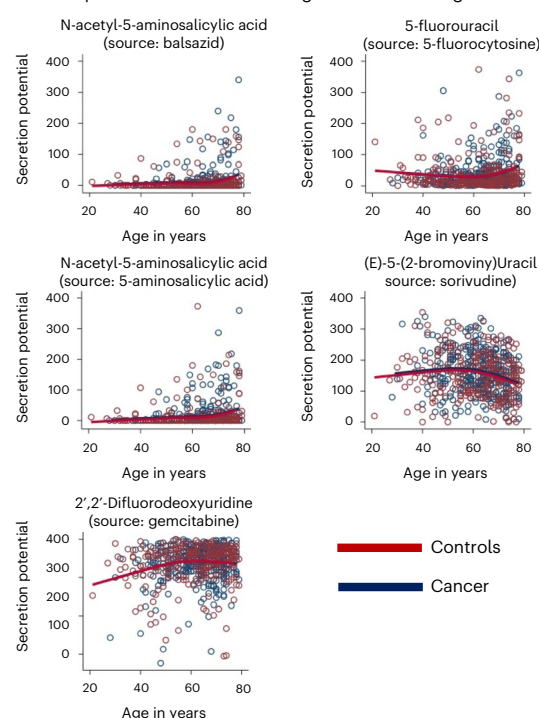 N-acetyl-5-aminosalicylic acid
(source: balsazid)
Secretion potential
400
300
200
100
0
20 40 60 80
Age in years
5-fluorouracil
(source: 5-fluorocytosine)
Secretion potential
400
300
200
100
0
20 40 60 80
Age in years
N-acetyl-5-aminosalicylic acid
(source: 5-aminosalicylic acid)
Secretion potential
400
300
200
100
0
20 40 60 80
Age in years
(E)-5-(2-bromoviny)Uracil
source: sorivudine)
Secretion potential
400
300
200
100
0
20 40 60 80
Age in years
2',2'-Difluorodeoxyuridine
(source: gemcitabine)
Secretion potential
400
300
200
100
0
20 40 60 80
Age in years
Controls
Cancer